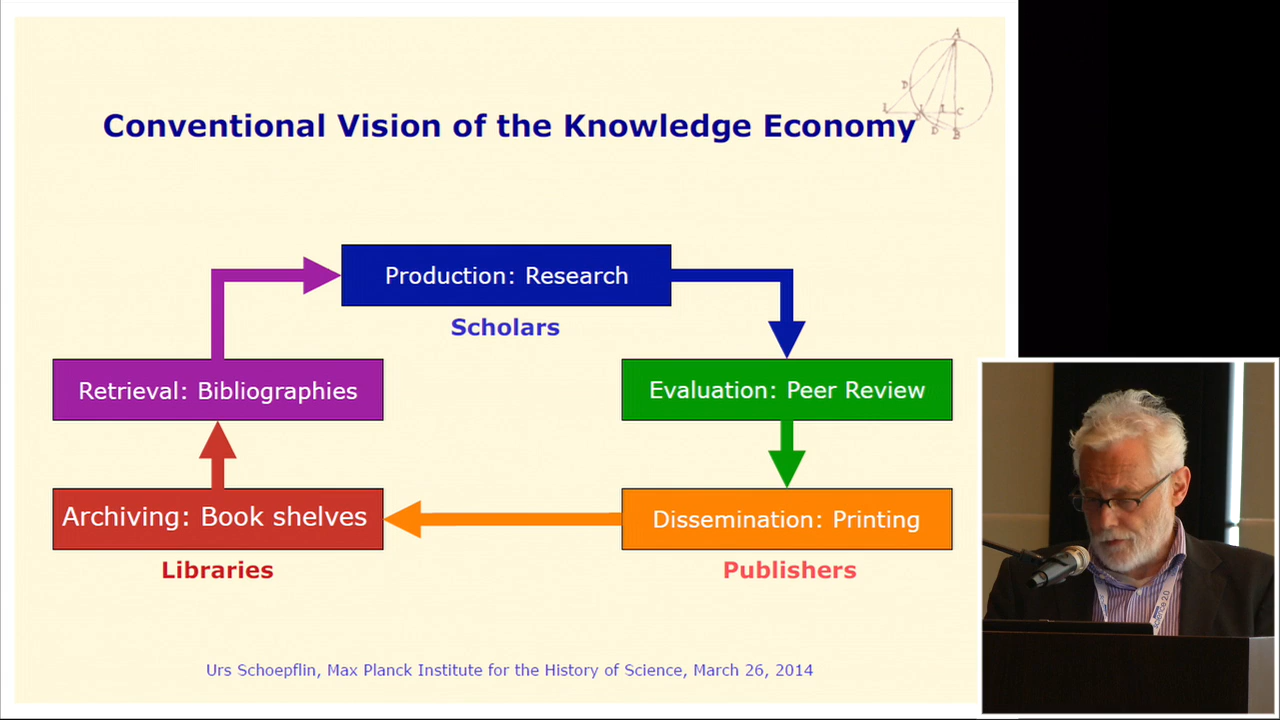 Conventional Vision of the Knowledge Economy
A
D
C
B
D
Production: Research
Scholars
Retrieval: Bibliographies
Evaluation: Peer Review
Archiving: Book shelves
Dissemination: Printing
Libraries
Publishers
Urs Schoepflin, Max Planck Institute for the History of Science, March 26, 2014